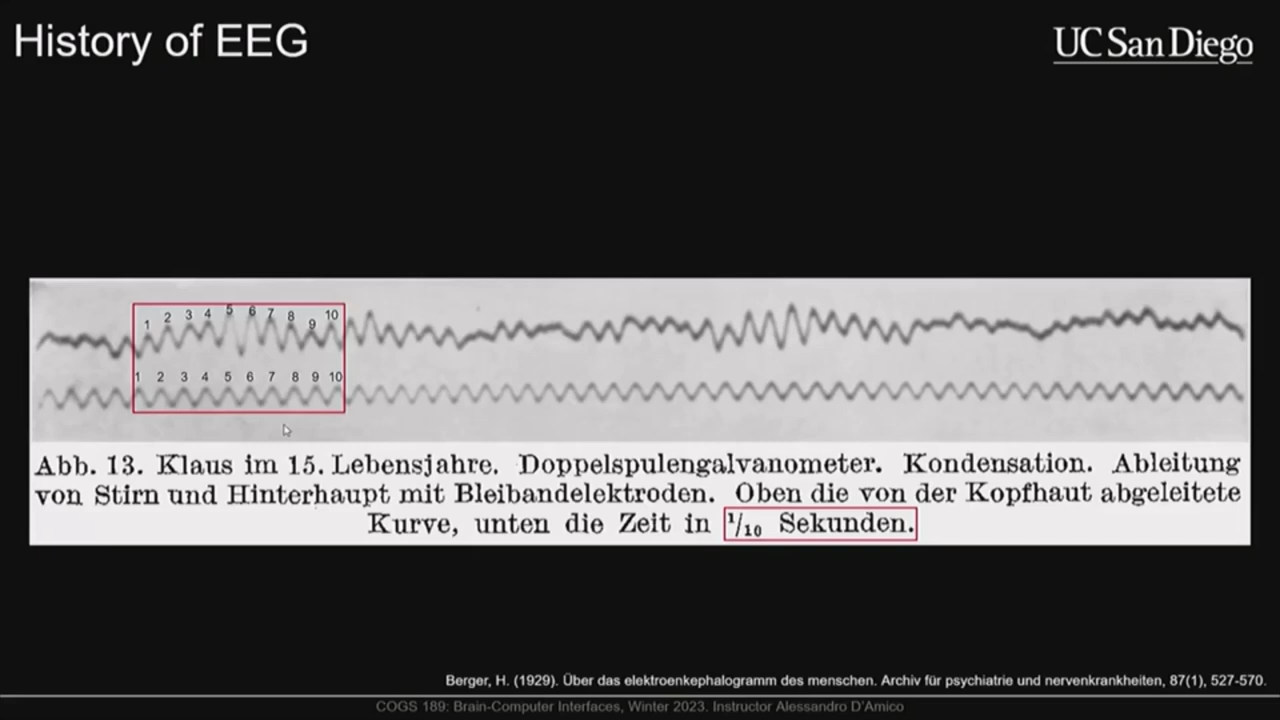 History of EEG
UC San Diego
1 2 3 4 5 6 7 8 9 10
1 2 3 4 5 6 7 8 9 10
Abb. 13. Klaus im 15. Lebensjahre. Doppelspulengalvanometer. Kondensation. Ableitung
von Stirn und Hinterhaupt mit Bleibandelektroden. Oben die von der Kopfhaut abgeleitete
Kurve, unten die Zeit in ¹/₁₀ Sekunden.
Berger, H. (1929). Über das elektroenkephalogramm des menschen. Archiv für psychiatrie und nervenkrankheiten, 87(1), 527-570.
COGS 189: Brain-Computer Interfaces, Winter 2023. Instructor Alessandro D'Amico